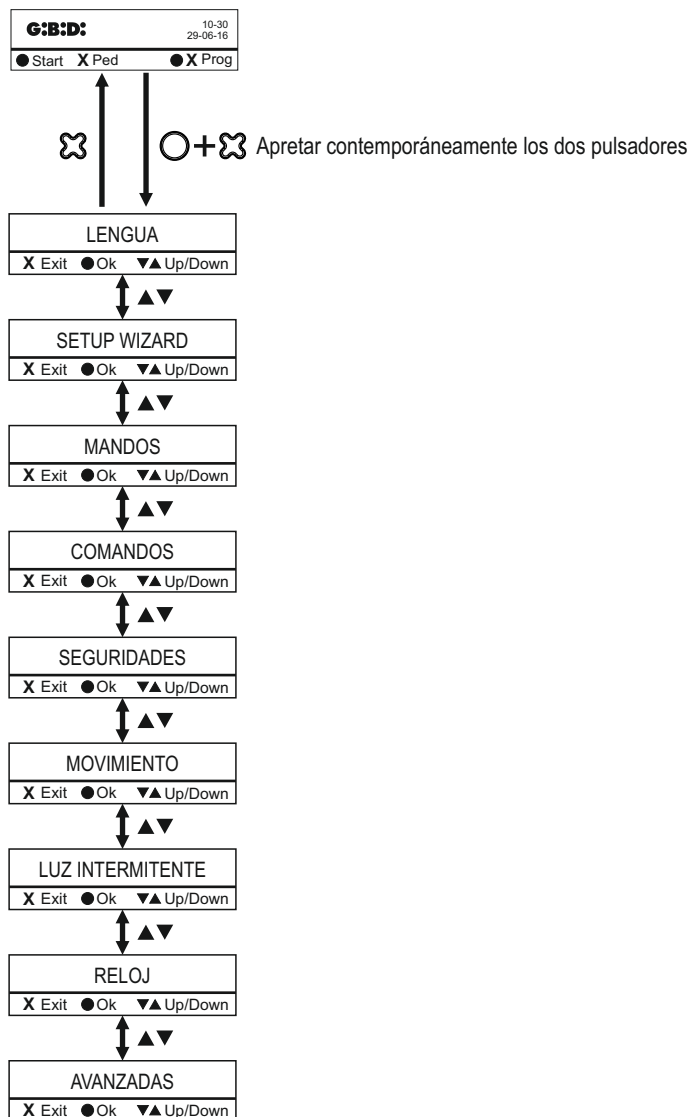 G:B:D: 10-30
29-06-16
● Start X Ped ● X Prog
+ Apretar contemporáneamente los dos pulsadores
LENGUA
X Exit ● Ok ▼▲ Up/Down
▲▼
SETUP WIZARD
X Exit ● Ok ▼▲ Up/Down
▲▼
MANDOS
X Exit ● Ok ▼▲ Up/Down
▲▼
COMANDOS
X Exit ● Ok ▼▲ Up/Down
▲▼
SEGURIDADES
X Exit ● Ok ▼▲ Up/Down
▲▼
MOVIMIENTO
X Exit ● Ok ▼▲ Up/Down
▲▼
LUZ INTERMITENTE
X Exit ● Ok ▼▲ Up/Down
▲▼
RELOJ
X Exit ● Ok ▼▲ Up/Down
▲▼
AVANZADAS
X Exit ● Ok ▼▲ Up/Down